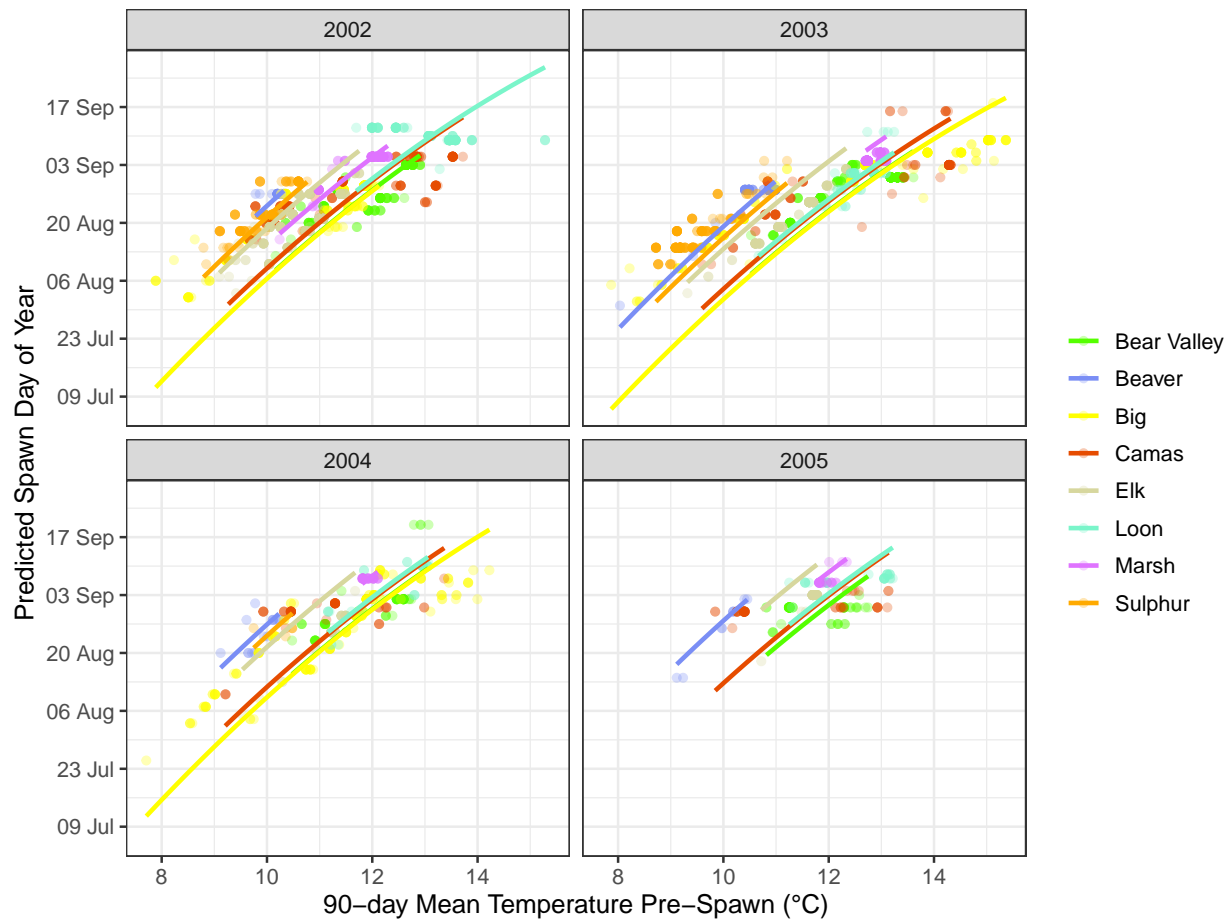 2002
2003
17 Sep
03 Sep
20 Aug
06 Aug
23 Jul
09 Jul
2004
2005
17 Sep
03 Sep
20 Aug
06 Aug
23 Jul
09 Jul
8 10 12 14
8 10 12 14
90−day Mean Temperature Pre−Spawn (°C)
Predicted Spawn Day of Year
Bear Valley
Beaver
Big
Camas
Elk
Loon
Marsh
Sulphur